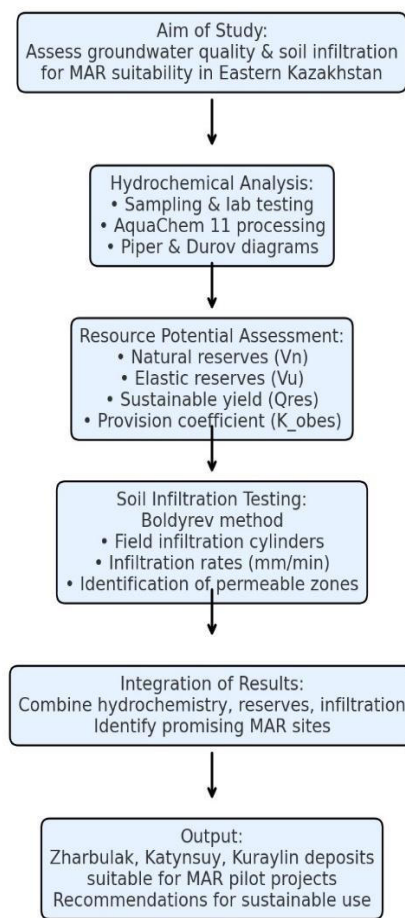 Aim of Study:
Assess groundwater quality & soil infiltration
for MAR suitability in Eastern Kazakhstan
Hydrochemical Analysis:
• Sampling & lab testing
• AquaChem 11 processing
• Piper & Durov diagrams
Resource Potential Assessment:
• Natural reserves (Vn)
• Elastic reserves (Vu)
• Sustainable yield (Qres)
• Provision coefficient (K_obes)
Soil Infiltration Testing:
Boldyrev method
• Field infiltration cylinders
• Infiltration rates (mm/min)
• Identification of permeable zones
Integration of Results:
Combine hydrochemistry, reserves, infiltration
Identify promising MAR sites
Output:
Zharbulak, Katynsuy, Kuraylin deposits
suitable for MAR pilot projects
Recommendations for sustainable use